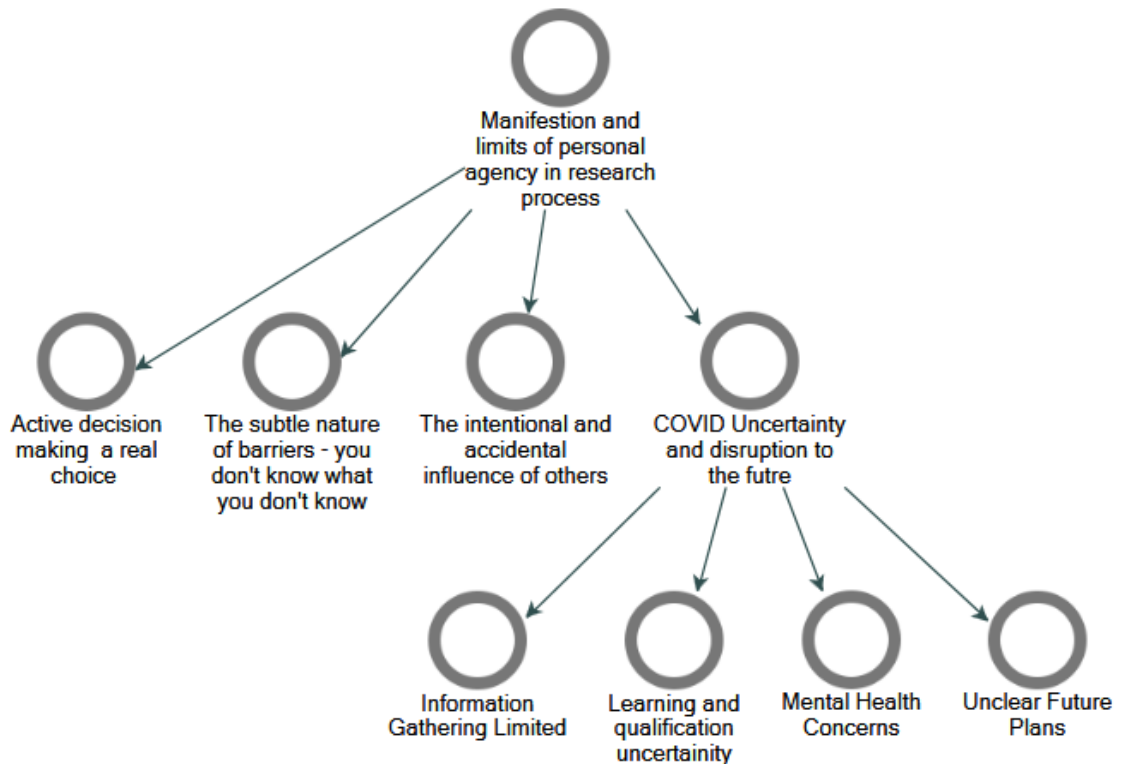 Manifestion and
limits of personal
agency in research
process
Active decision
making a real
choice
The subtle nature
of barriers - you
don't know what
you don't know
The intentional and
accidental
influence of others
COVID Uncertainty
and disruption to
the futre
Information
Gathering Limited
Learning and
qualification
uncertainity
Mental Health
Concerns
Unclear Future
Plans